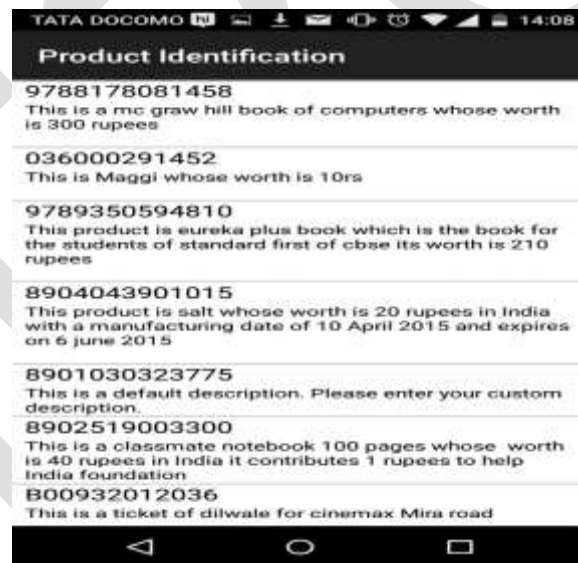 TATA DOCOMO 14:08
Product Identification
9788178081458
This is a mc graw hill book of computers whose worth
is 300 rupees
036000291452
This is Maggi whose worth is 10rs
9789350594810
This product is eureka plus book which is the book for
the students of standard first of cbse its worth is 210
rupees
8904043901015
This product is salt whose worth is 20 rupees in India
with a manufacturing date of 10 April 2015 and expires
on 6 june 2015
8901030323775
This is a default description. Please enter your custom
description.
8902519003300
This is a classmate notebook 100 pages whose worth
is 40 rupees in India it contributes 1 rupees to help
India foundation
B00932012036
This is a ticket of dilwale for cinemax Mira road